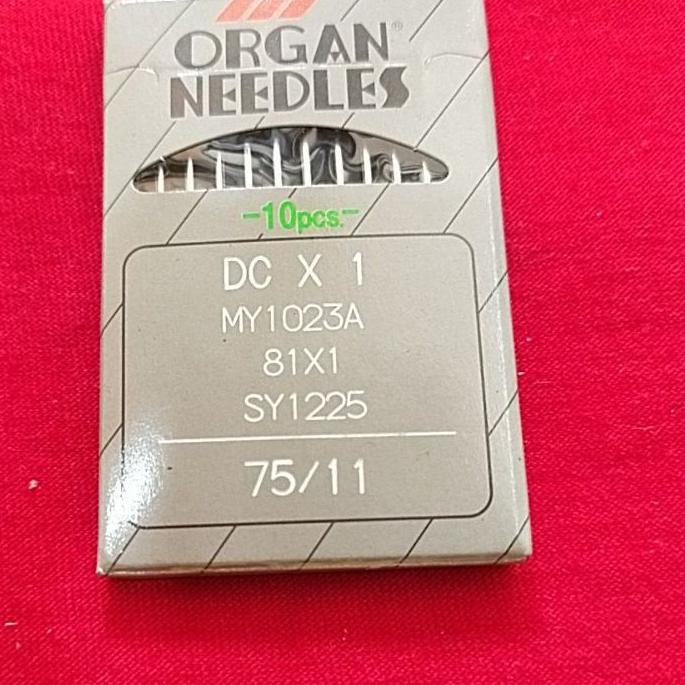 ORGAN®
NEEDLES
-10pcs.-
DC X 1
MY1023A
81X1
SY1225
75/11